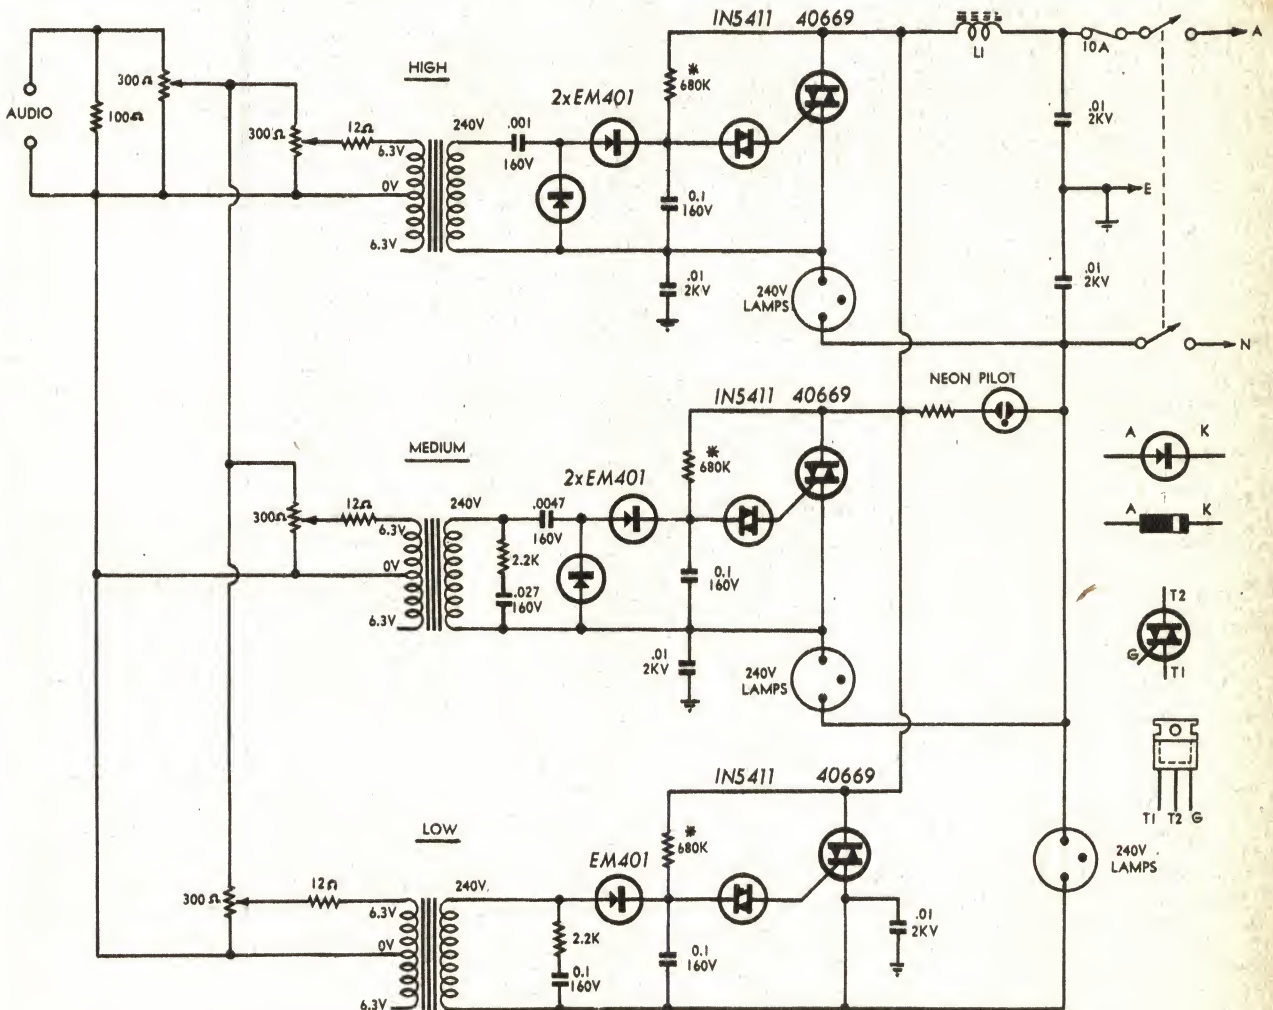 IN5411 40669
HIGH
AUDIO
300Ω
100Ω
300Ω
12Ω
6.3V
0V
6.3V
240V
.001
160V
2xEM401
*
680K
0.1
160V
.01
2KV
240V
LAMPS
L1
10A
A
.01
2KV
E
.01
2KV
N
NEON PILOT
IN5411 40669
MEDIUM
300Ω
12Ω
6.3V
0V
6.3V
240V
.0047
160V
2.2K
.027
160V
2xEM401
*
680K
0.1
160V
.01
2KV
240V
LAMPS
A K
A K
T2
G
T1
T1 T2 G
IN5411 40669
LOW
300Ω
12Ω
6.3V
0V
6.3V
240V.
EM401
*
680K
2.2K
0.1
160V
0.1
160V
.01
2KV
240V
LAMPS